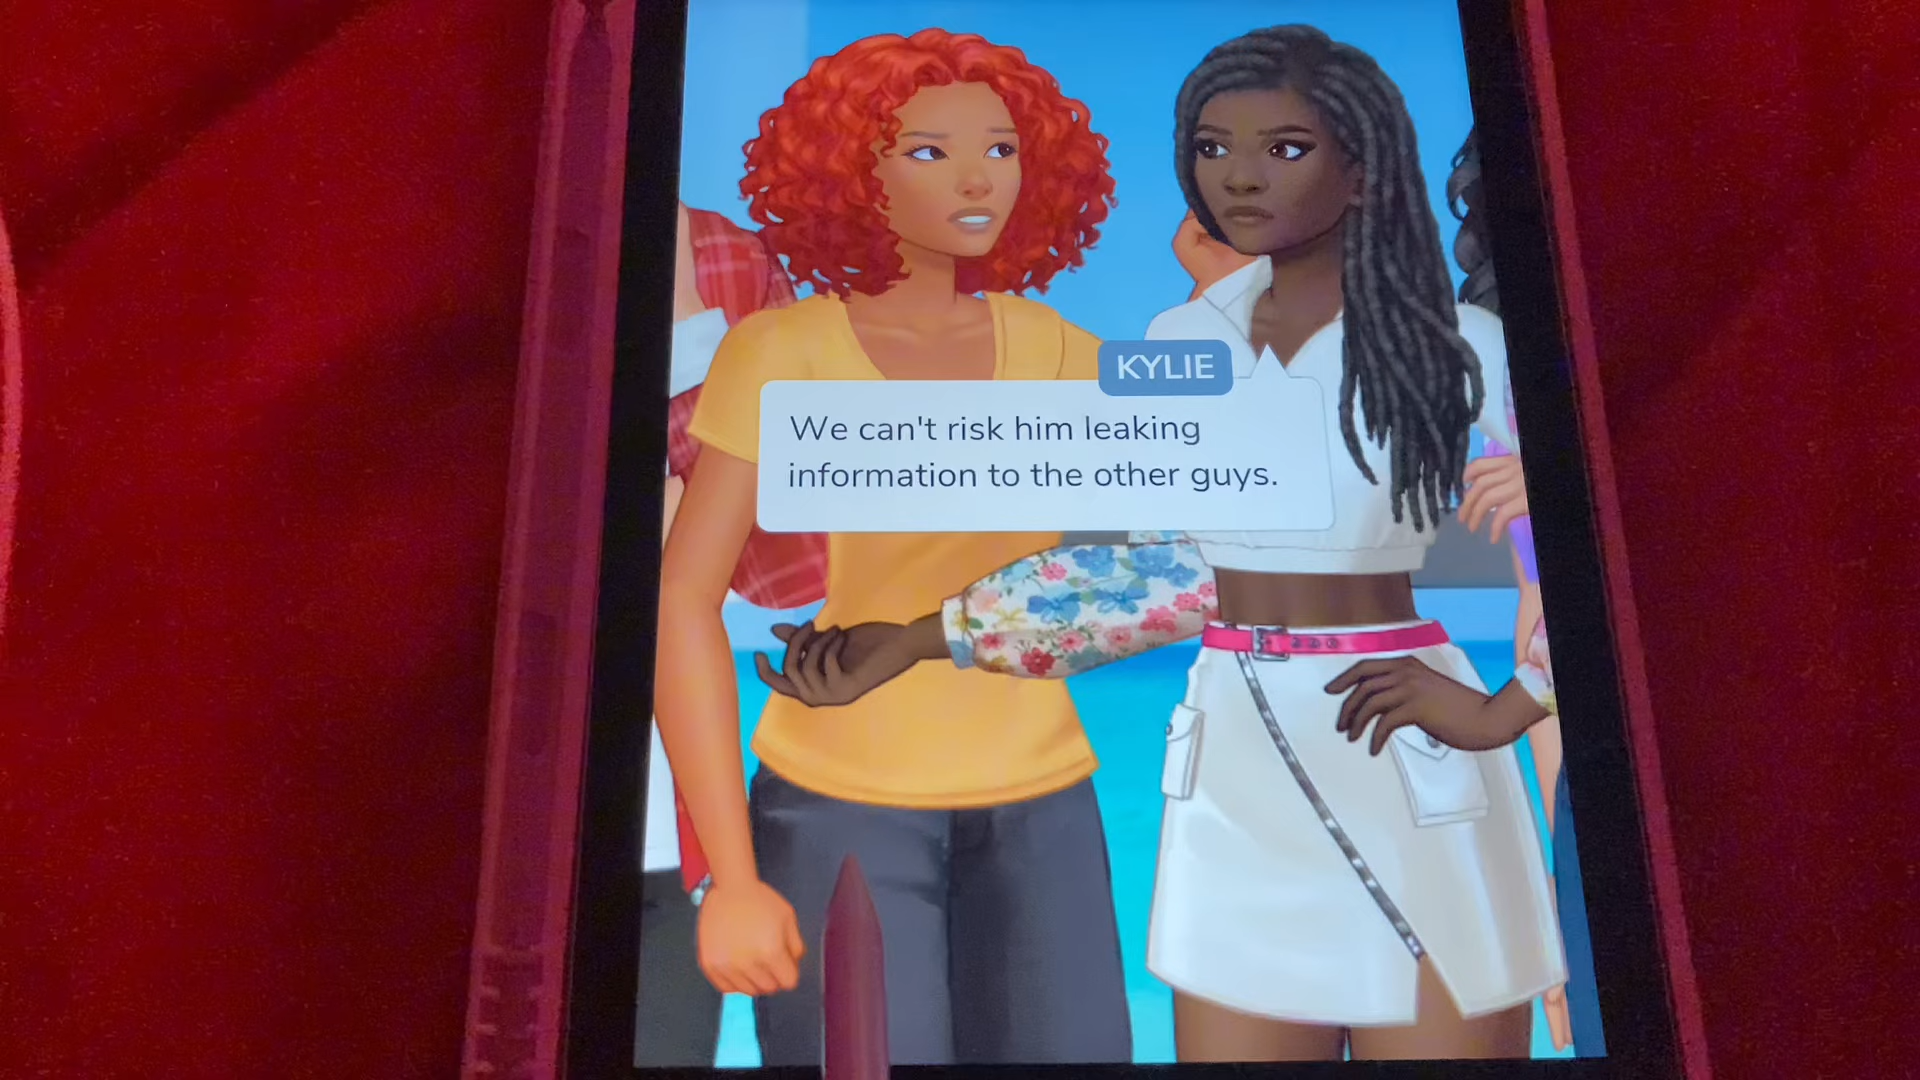 KYLIE
We can't risk him leaking
information to the other guys.